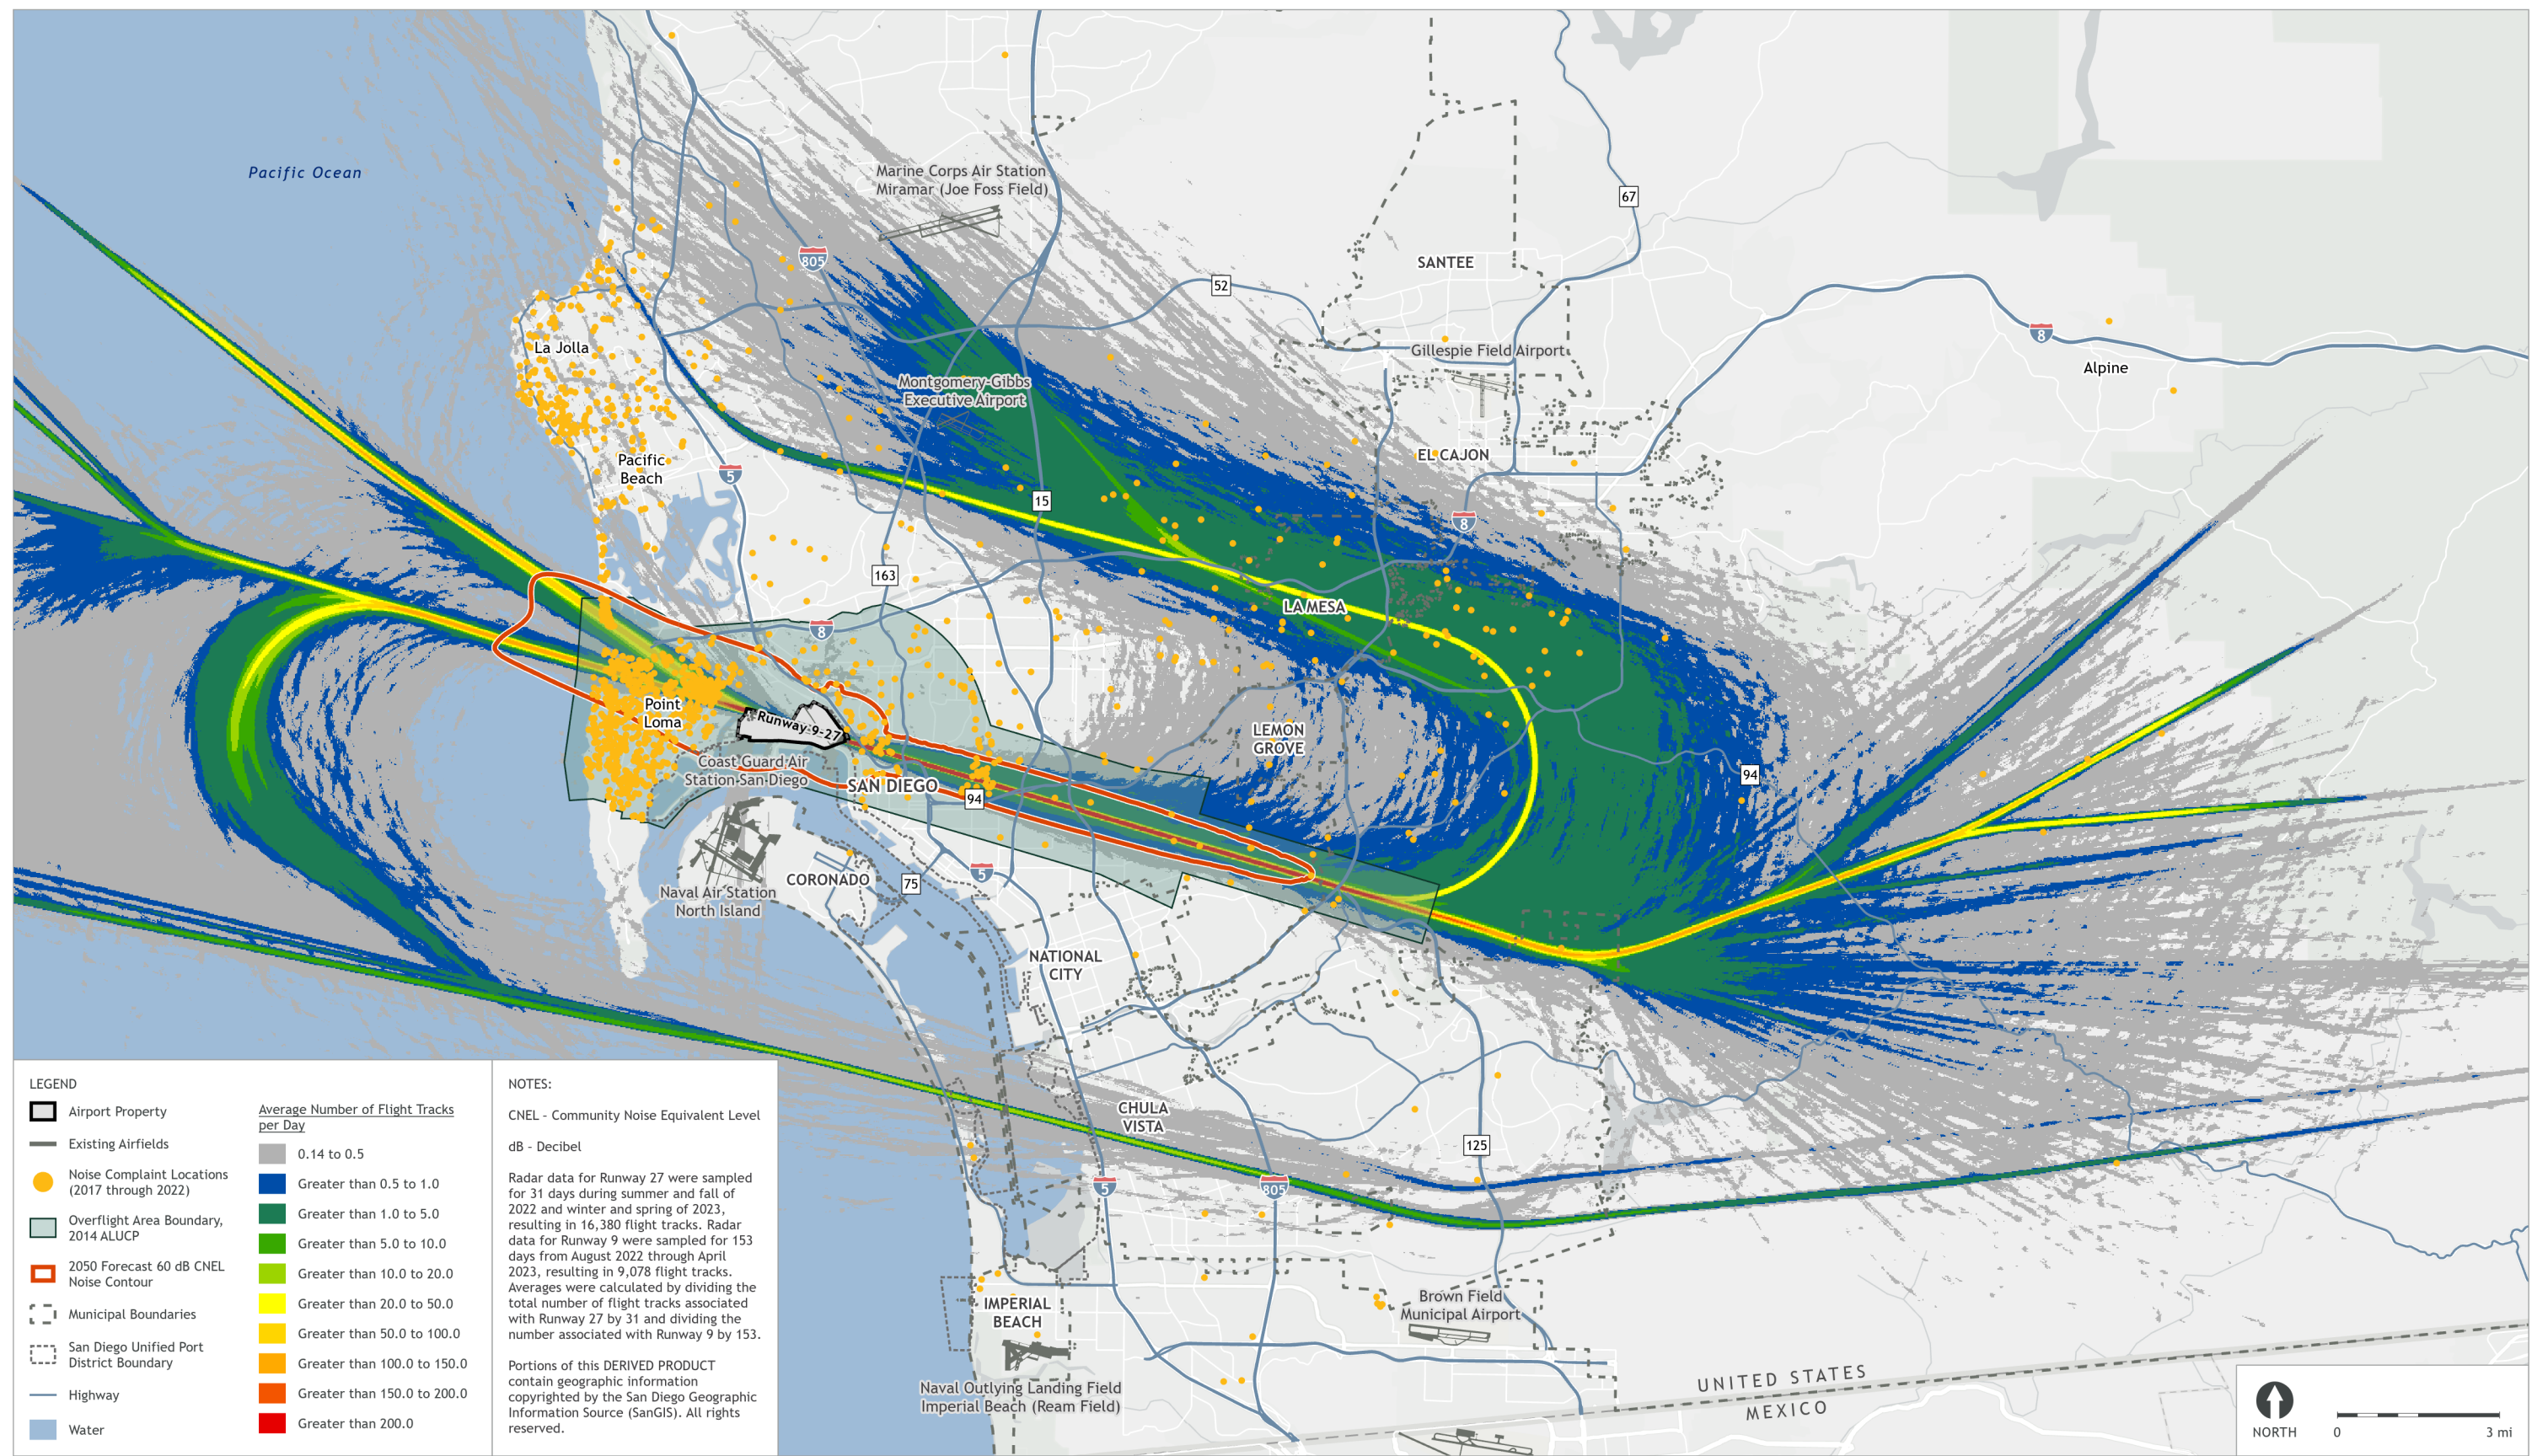 Pacific Ocean
Marine Corps Air Station
Miramar (Joe Foss Field)
67
805
SANTEE
52
8
Gillespie Field Airport
La Jolla
Alpine
Montgomery-Gibbs
Executive Airport
EL CAJON
Pacific
Beach
5
15
8
163
LA MESA
8
Point
Loma
Runway 9-27
LEMON
GROVE
Coast Guard Air
Station-San-Diego
SAN DIEGO
94
94
CORONADO
75
5
Naval Air Station
North Island
NATIONAL
CITY
CHULA
VISTA
125
5
805
IMPERIAL
BEACH
Brown Field
Municipal Airport
Naval Outlying Landing Field
Imperial Beach (Ream Field)
UNITED STATES
MEXICO
LEGEND
Airport Property
Existing Airfields
Noise Complaint Locations
(2017 through 2022)
Overflight Area Boundary,
2014 ALUCP
2050 Forecast 60 dB CNEL
Noise Contour
Municipal Boundaries
San Diego Unified Port
District Boundary
Highway
Water
Average Number of Flight Tracks
per Day
0.14 to 0.5
Greater than 0.5 to 1.0
Greater than 1.0 to 5.0
Greater than 5.0 to 10.0
Greater than 10.0 to 20.0
Greater than 20.0 to 50.0
Greater than 50.0 to 100.0
Greater than 100.0 to 150.0
Greater than 150.0 to 200.0
Greater than 200.0
NOTES:
CNEL - Community Noise Equivalent Level
dB - Decibel
Radar data for Runway 27 were sampled
for 31 days during summer and fall of
2022 and winter and spring of 2023,
resulting in 16,380 flight tracks. Radar
data for Runway 9 were sampled for 153
days from August 2022 through April
2023, resulting in 9,078 flight tracks.
Averages were calculated by dividing the
total number of flight tracks associated
with Runway 27 by 31 and dividing the
number associated with Runway 9 by 153.
Portions of this DERIVED PRODUCT
contain geographic information
copyrighted by the San Diego Geographic
Information Source (SanGIS). All rights
reserved.
NORTH
0
3 mi